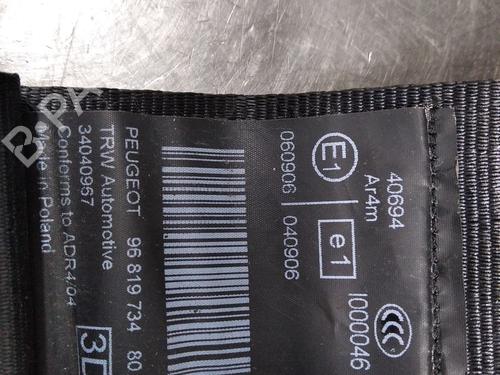 40694
Ar4m
E1
060906
e1
040906
CCC
I000046
PEUGEOT 96 819 734 80
TRW Automotive
34040967
Conforms to ADR4/04
Made in Poland